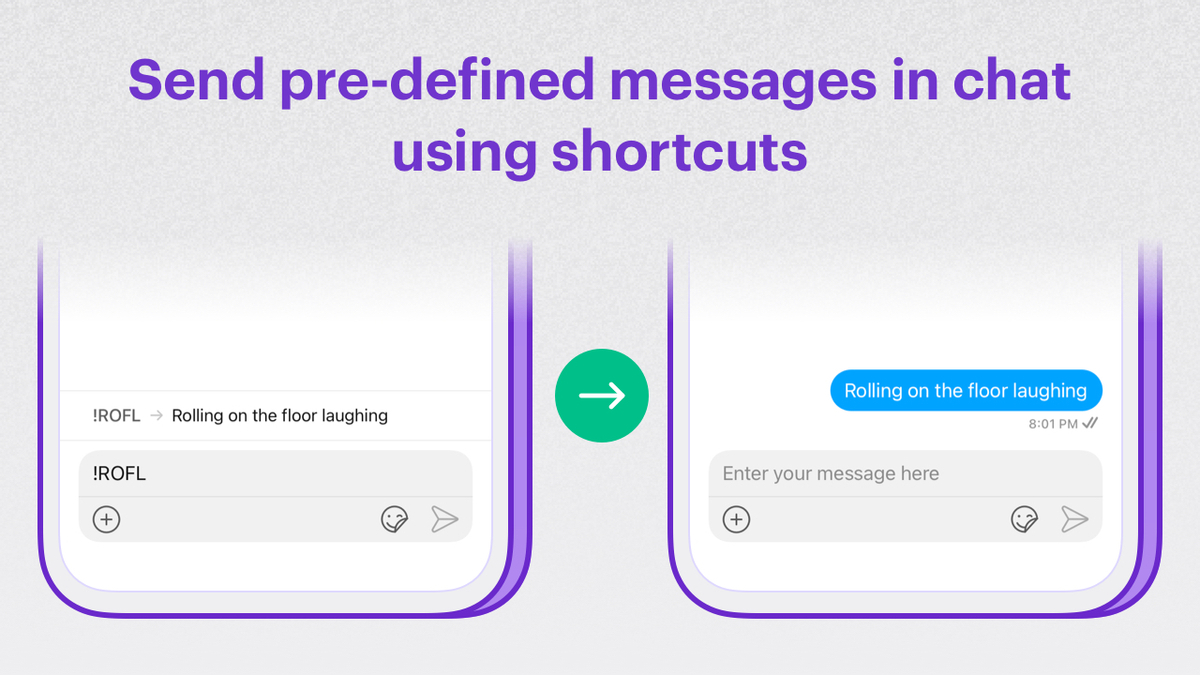 Send pre-defined messages in chat
using shortcuts
!ROFL → Rolling on the floor laughing
!ROFL
Rolling on the floor laughing
8:01 PM
Enter your message here